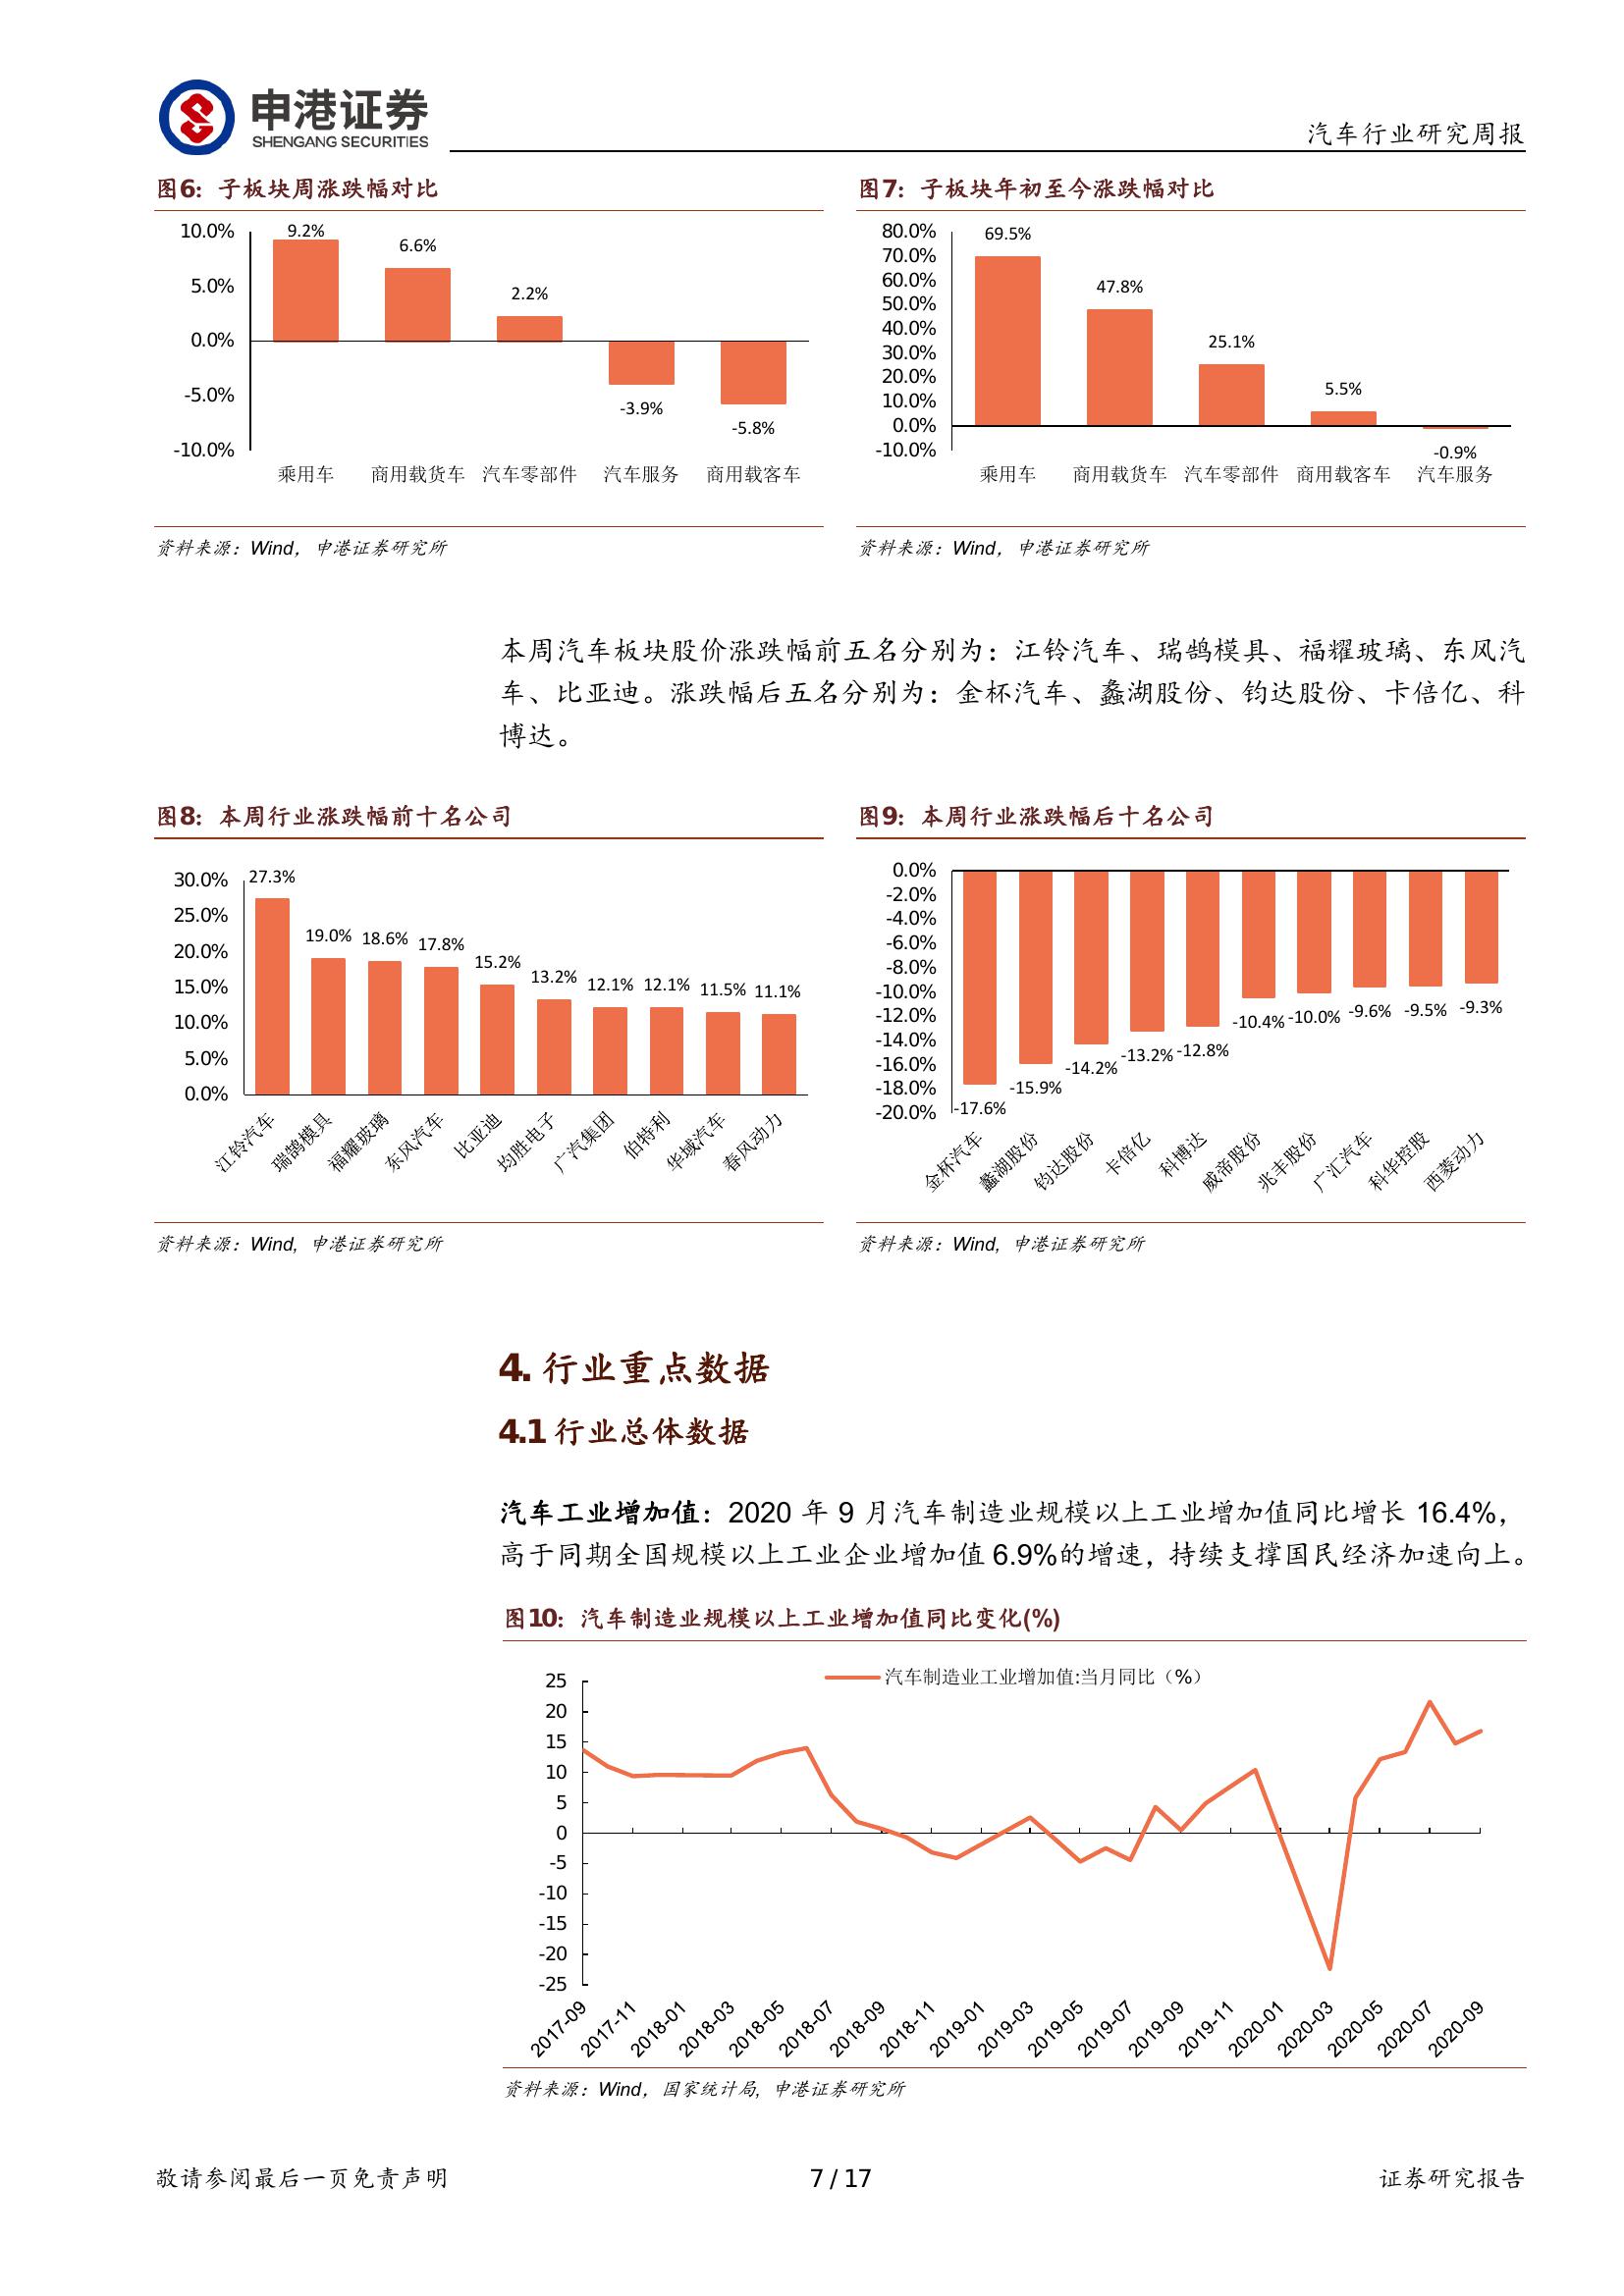 申港证券
SHENGANG SECURITIES
汽车行业研究周报
图6：子板块周涨跌幅对比
10.0%
5.0%
0.0%
-5.0%
-10.0%
9.2%
6.6%
2.2%
-3.9%
-5.8%
乘用车 商用载货车 汽车零部件 汽车服务 商用载客车
资料来源：Wind，申港证券研究所
图7：子板块年初至今涨跌幅对比
80.0%
70.0%
60.0%
50.0%
40.0%
30.0%
20.0%
10.0%
0.0%
-10.0%
69.5%
47.8%
25.1%
5.5%
-0.9%
乘用车 商用载货车 汽车零部件 商用载客车 汽车服务
资料来源：Wind，申港证券研究所
本周汽车板块股价涨跌幅前五名分别为：江铃汽车、瑞鹄模具、福耀玻璃、东风汽
车、比亚迪。涨跌幅后五名分别为：金杯汽车、蠡湖股份、钧达股份、卡倍亿、科
博达。
图8：本周行业涨跌幅前十名公司
30.0%
25.0%
20.0%
15.0%
10.0%
5.0%
0.0%
27.3%
19.0% 18.6% 17.8%
15.2%
13.2%
12.1% 12.1% 11.5% 11.1%
江铃汽车 瑞鹄模具 福耀玻璃 东风汽车 比亚迪 均胜电子 广汽集团 伯特利 华域汽车 春风动力
资料来源：Wind，申港证券研究所
图9：本周行业涨跌幅后十名公司
0.0%
-2.0%
-4.0%
-6.0%
-8.0%
-10.0%
-12.0%
-14.0%
-16.0%
-18.0%
-20.0%
-17.6%
-15.9%
-14.2%
-13.2%
-12.8%
-10.4%
-10.0%
-9.6%
-9.5%
-9.3%
金杯汽车 蠡湖股份 钧达股份 卡倍亿 科博达 威帝股份 兆丰股份 广汇汽车 科华控股 西菱动力
资料来源：Wind，申港证券研究所
4. 行业重点数据
4.1 行业总体数据
汽车工业增加值：2020 年 9 月汽车制造业规模以上工业增加值同比增长 16.4%，
高于同期全国规模以上工业企业增加值 6.9%的增速，持续支撑国民经济加速向上。
图10：汽车制造业规模以上工业增加值同比变化(%)
汽车制造业工业增加值:当月同比（%）
25
20
15
10
5
0
-5
-10
-15
-20
-25
2017-09 2017-11 2018-01 2018-03 2018-05 2018-07 2018-09 2018-11 2019-01 2019-03 2019-05 2019-07 2019-09 2019-11 2020-01 2020-03 2020-05 2020-07 2020-09
资料来源：Wind，国家统计局，申港证券研究所
敬请参阅最后一页免责声明
7 / 17
证券研究报告